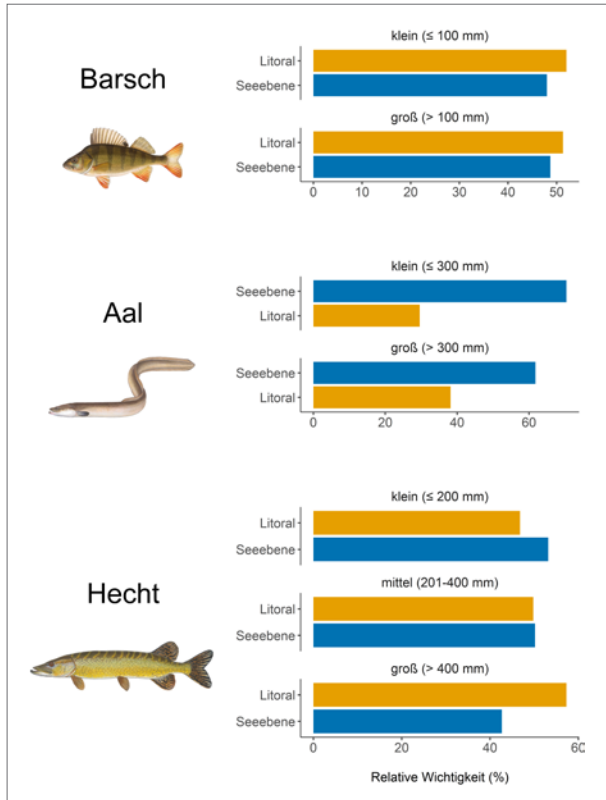 Barsch
klein (≤ 100 mm)
Litoral
Seeebene
groß (> 100 mm)
Litoral
Seeebene
0 10 20 30 40 50
Aal
klein (≤ 300 mm)
Seeebene
Litoral
groß (> 300 mm)
Seeebene
Litoral
0 20 40 60
Hecht
klein (≤ 200 mm)
Litoral
Seeebene
mittel (201-400 mm)
Litoral
Seeebene
groß (> 400 mm)
Litoral
Seeebene
0 20 40 60
Relative Wichtigkeit (%)